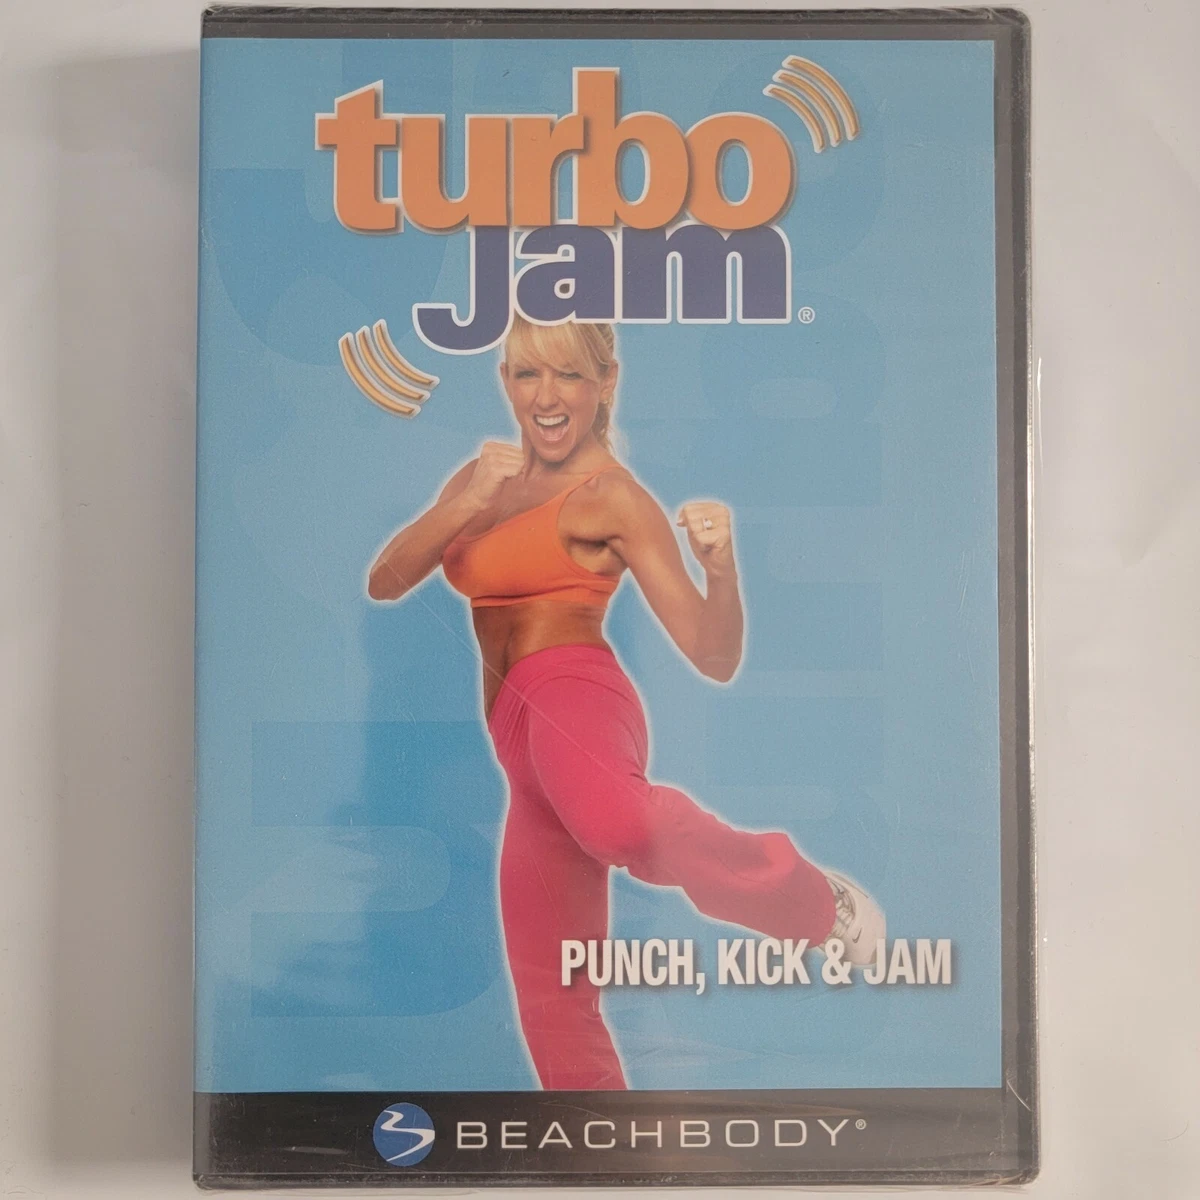 turbo
jam®
PUNCH, KICK & JAM
BEACHBODY®